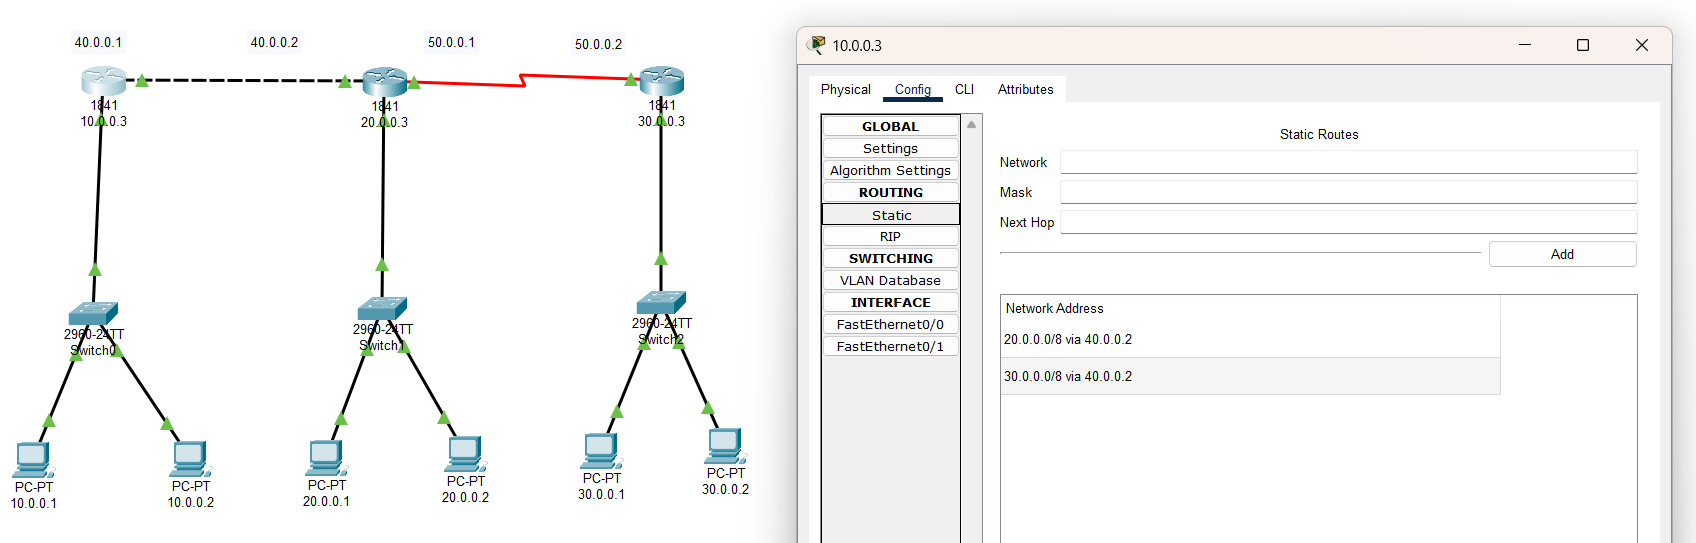 40.0.0.1
40.0.0.2
50.0.0.1
50.0.0.2
1841
10.0.0.3
1841
20.0.0.3
1841
30.0.0.3
2960-24TT
Switch0
2960-24TT
Switch1
2960-24TT
Switch2
PC-PT
10.0.0.1
PC-PT
10.0.0.2
PC-PT
20.0.0.1
PC-PT
20.0.0.2
PC-PT
30.0.0.1
PC-PT
30.0.0.2
10.0.0.3
Physical Config CLI Attributes
GLOBAL
Settings
Algorithm Settings
ROUTING
Static
RIP
SWITCHING
VLAN Database
INTERFACE
FastEthernet0/0
FastEthernet0/1
Static Routes
Network
Mask
Next Hop
Add
Network Address
20.0.0.0/8 via 40.0.0.2
30.0.0.0/8 via 40.0.0.2